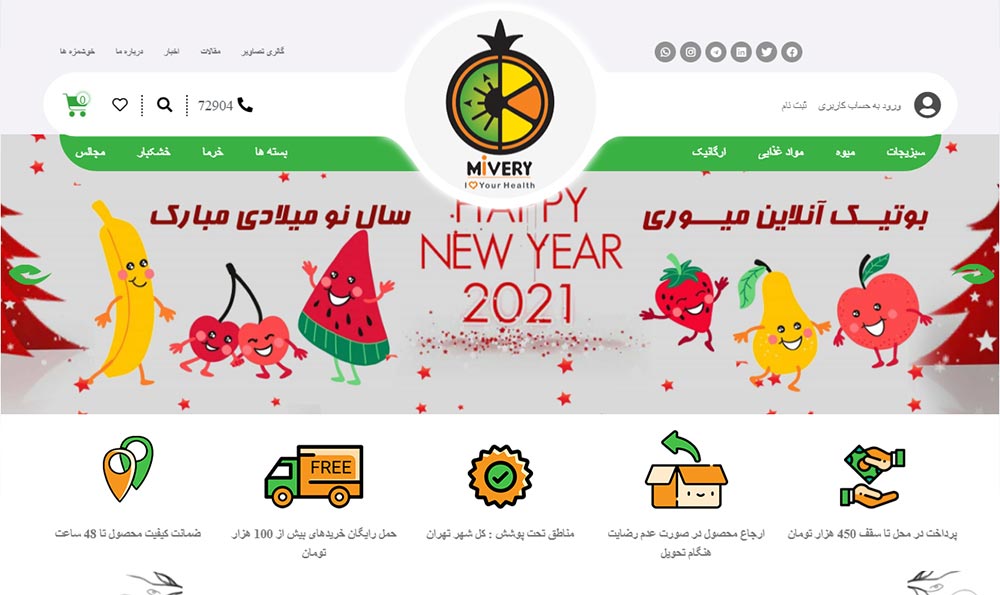 گالری تصاویر
مقالات
اخبار
درباره ما
خوشمزه ها
ورود به حساب کاربری
ثبت نام
72904
0
MIVERY
I Your Health
سبزیجات
میوه
مواد غذایی
ارگانیک
بسته ها
خرما
خشکبار
مجالس
بوتیک آنلاین میوری
سال نو میلادی مبارک
HAPPY
NEW YEAR
2021
FREE
پرداخت در محل تا سقف 450 هزار تومان
ارجاع محصول در صورت عدم رضایت
هنگام تحویل
مناطق تحت پوشش : کل شهر تهران
حمل رایگان خریدهای بیش از 100 هزار
تومان
ضمانت کیفیت محصول تا 48 ساعت